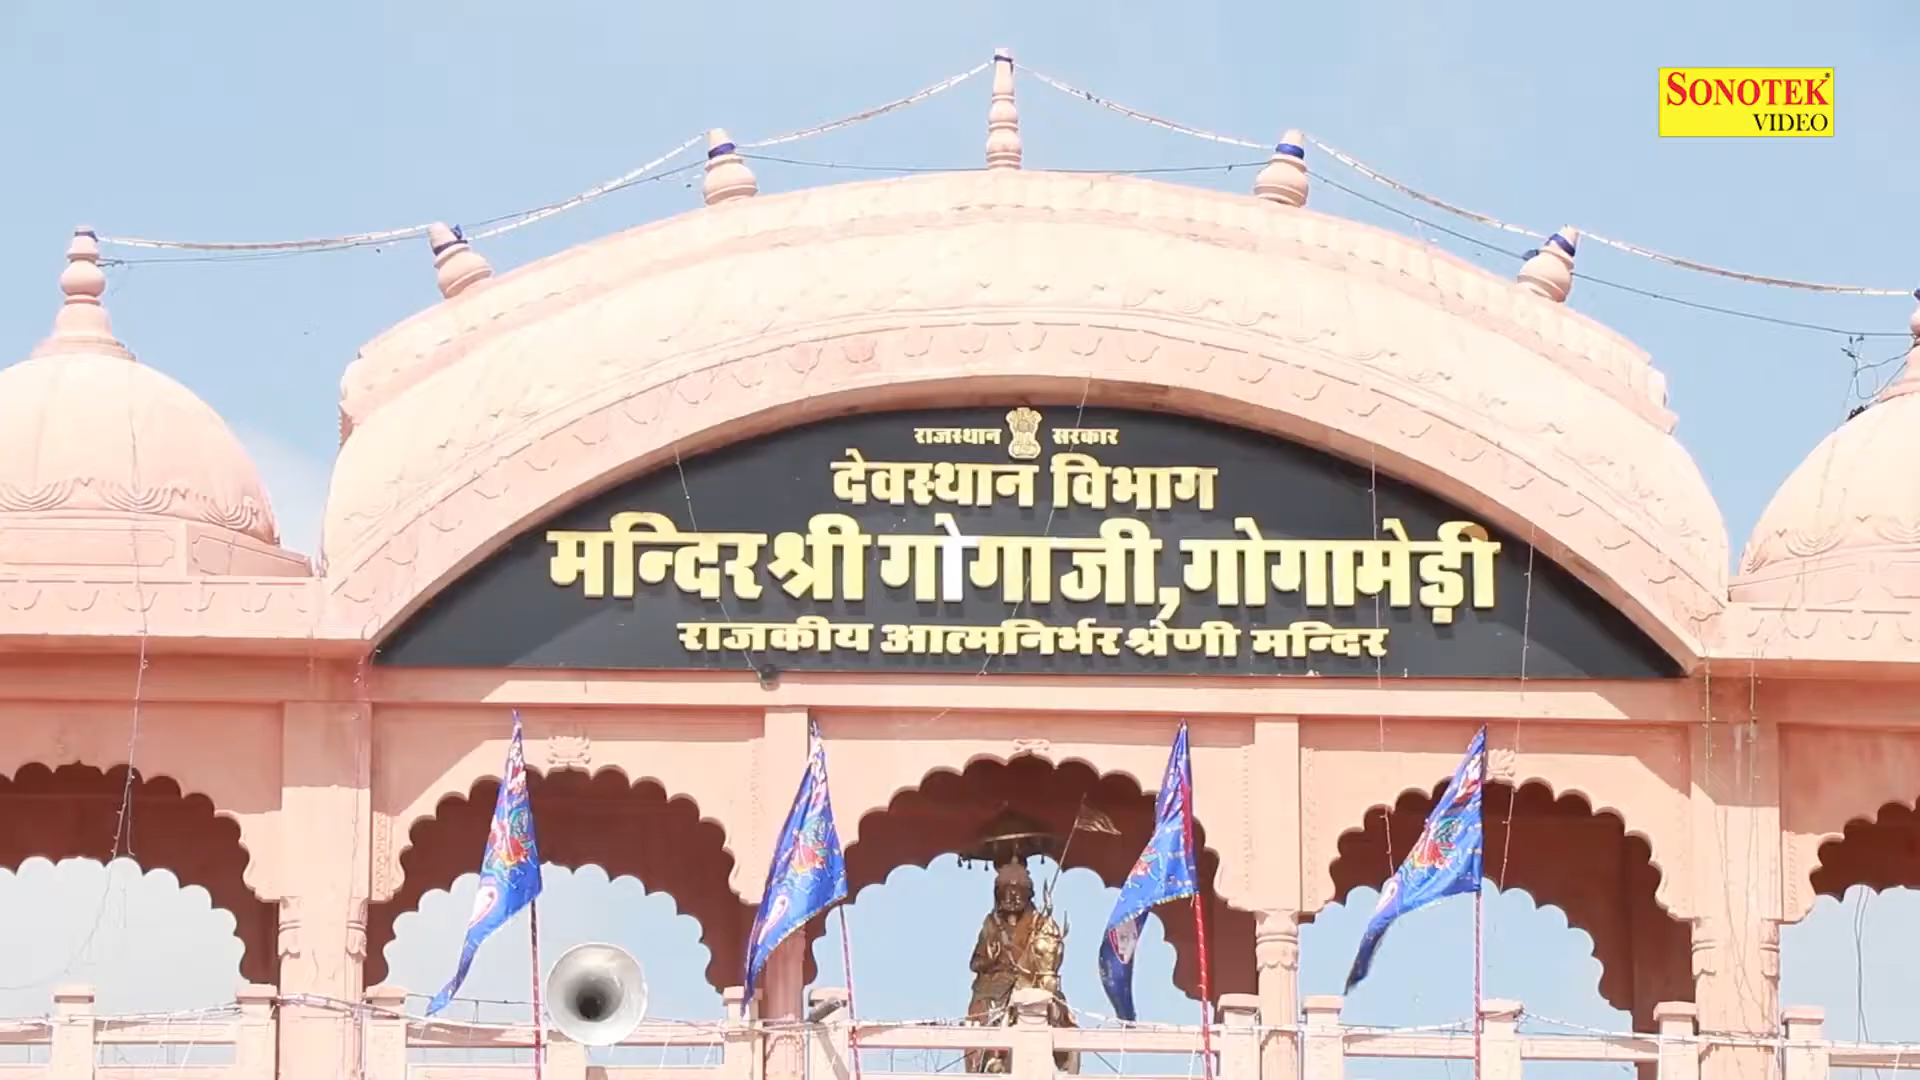 SONOTEK
VIDEO
राजस्थान सरकार
देवस्थान विभाग
मन्दिर श्री गोगाजी, गोगामेड़ी
राजकीय आत्मनिर्भर श्रेणी मन्दिर